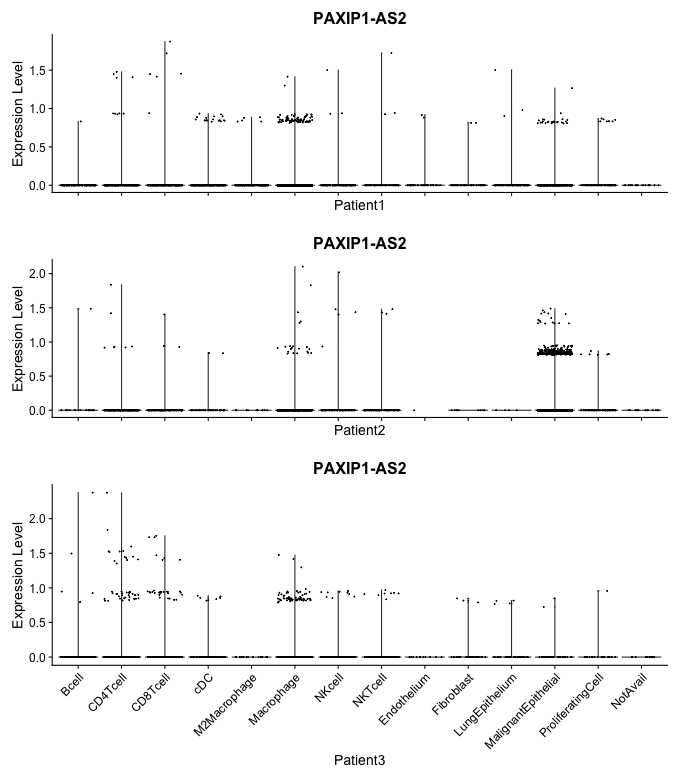 PAXIP1-AS2
Expression Level
1.5
1.0
0.5
0.0
Patient1
PAXIP1-AS2
Expression Level
2.0
1.5
1.0
0.5
0.0
Patient2
PAXIP1-AS2
Expression Level
2.0
1.5
1.0
0.5
0.0
Bcell
CD4Tcell
CD8Tcell
cDC
M2Macrophage
Macrophage
NKcell
NKTcell
Endothelium
Fibroblast
LungEpithelium
MalignantEpithelial
ProliferatingCell
NotAvail
Patient3